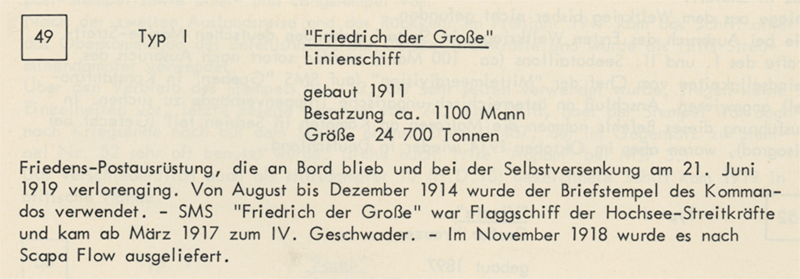 49 Typ I "Friedrich der Große"
Linienschiff
gebaut 1911
Besatzung ca. 1100 Mann
Größe 24 700 Tonnen
Friedens-Postausrüstung, die an Bord blieb und bei der Selbstversenkung am 21. Juni
1919 verlorenging. Von August bis Dezember 1914 wurde der Briefstempel des Komman-
dos verwendet. - SMS "Friedrich der Große" war Flaggschiff der Hochsee-Streitkräfte
und kam ab März 1917 zum IV. Geschwader. - Im November 1918 wurde es nach
Scapa Flow ausgeliefert.